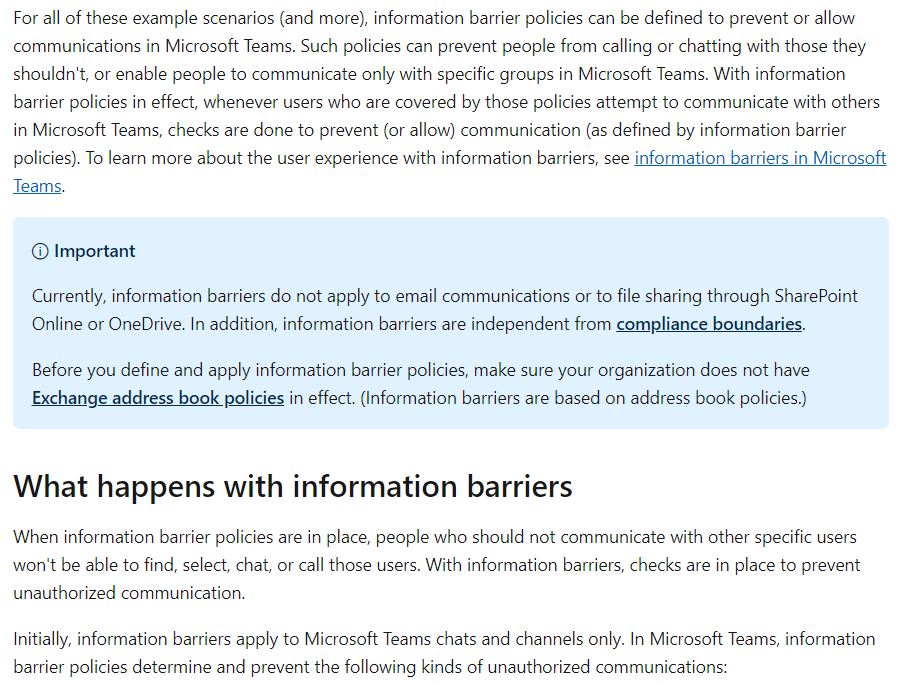 For all of these example scenarios (and more), information barrier policies can be defined to prevent or allow
communications in Microsoft Teams. Such policies can prevent people from calling or chatting with those they
shouldn't, or enable people to communicate only with specific groups in Microsoft Teams. With information
barrier policies in effect, whenever users who are covered by those policies attempt to communicate with others
in Microsoft Teams, checks are done to prevent (or allow) communication (as defined by information barrier
policies). To learn more about the user experience with information barriers, see information barriers in Microsoft
Teams.
Important
Currently, information barriers do not apply to email communications or to file sharing through SharePoint
Online or OneDrive. In addition, information barriers are independent from compliance boundaries.
Before you define and apply information barrier policies, make sure your organization does not have
Exchange address book policies in effect. (Information barriers are based on address book policies.)
What happens with information barriers
When information barrier policies are in place, people who should not communicate with other specific users
won't be able to find, select, chat, or call those users. With information barriers, checks are in place to prevent
unauthorized communication.
Initially, information barriers apply to Microsoft Teams chats and channels only. In Microsoft Teams, information
barrier policies determine and prevent the following kinds of unauthorized communications: